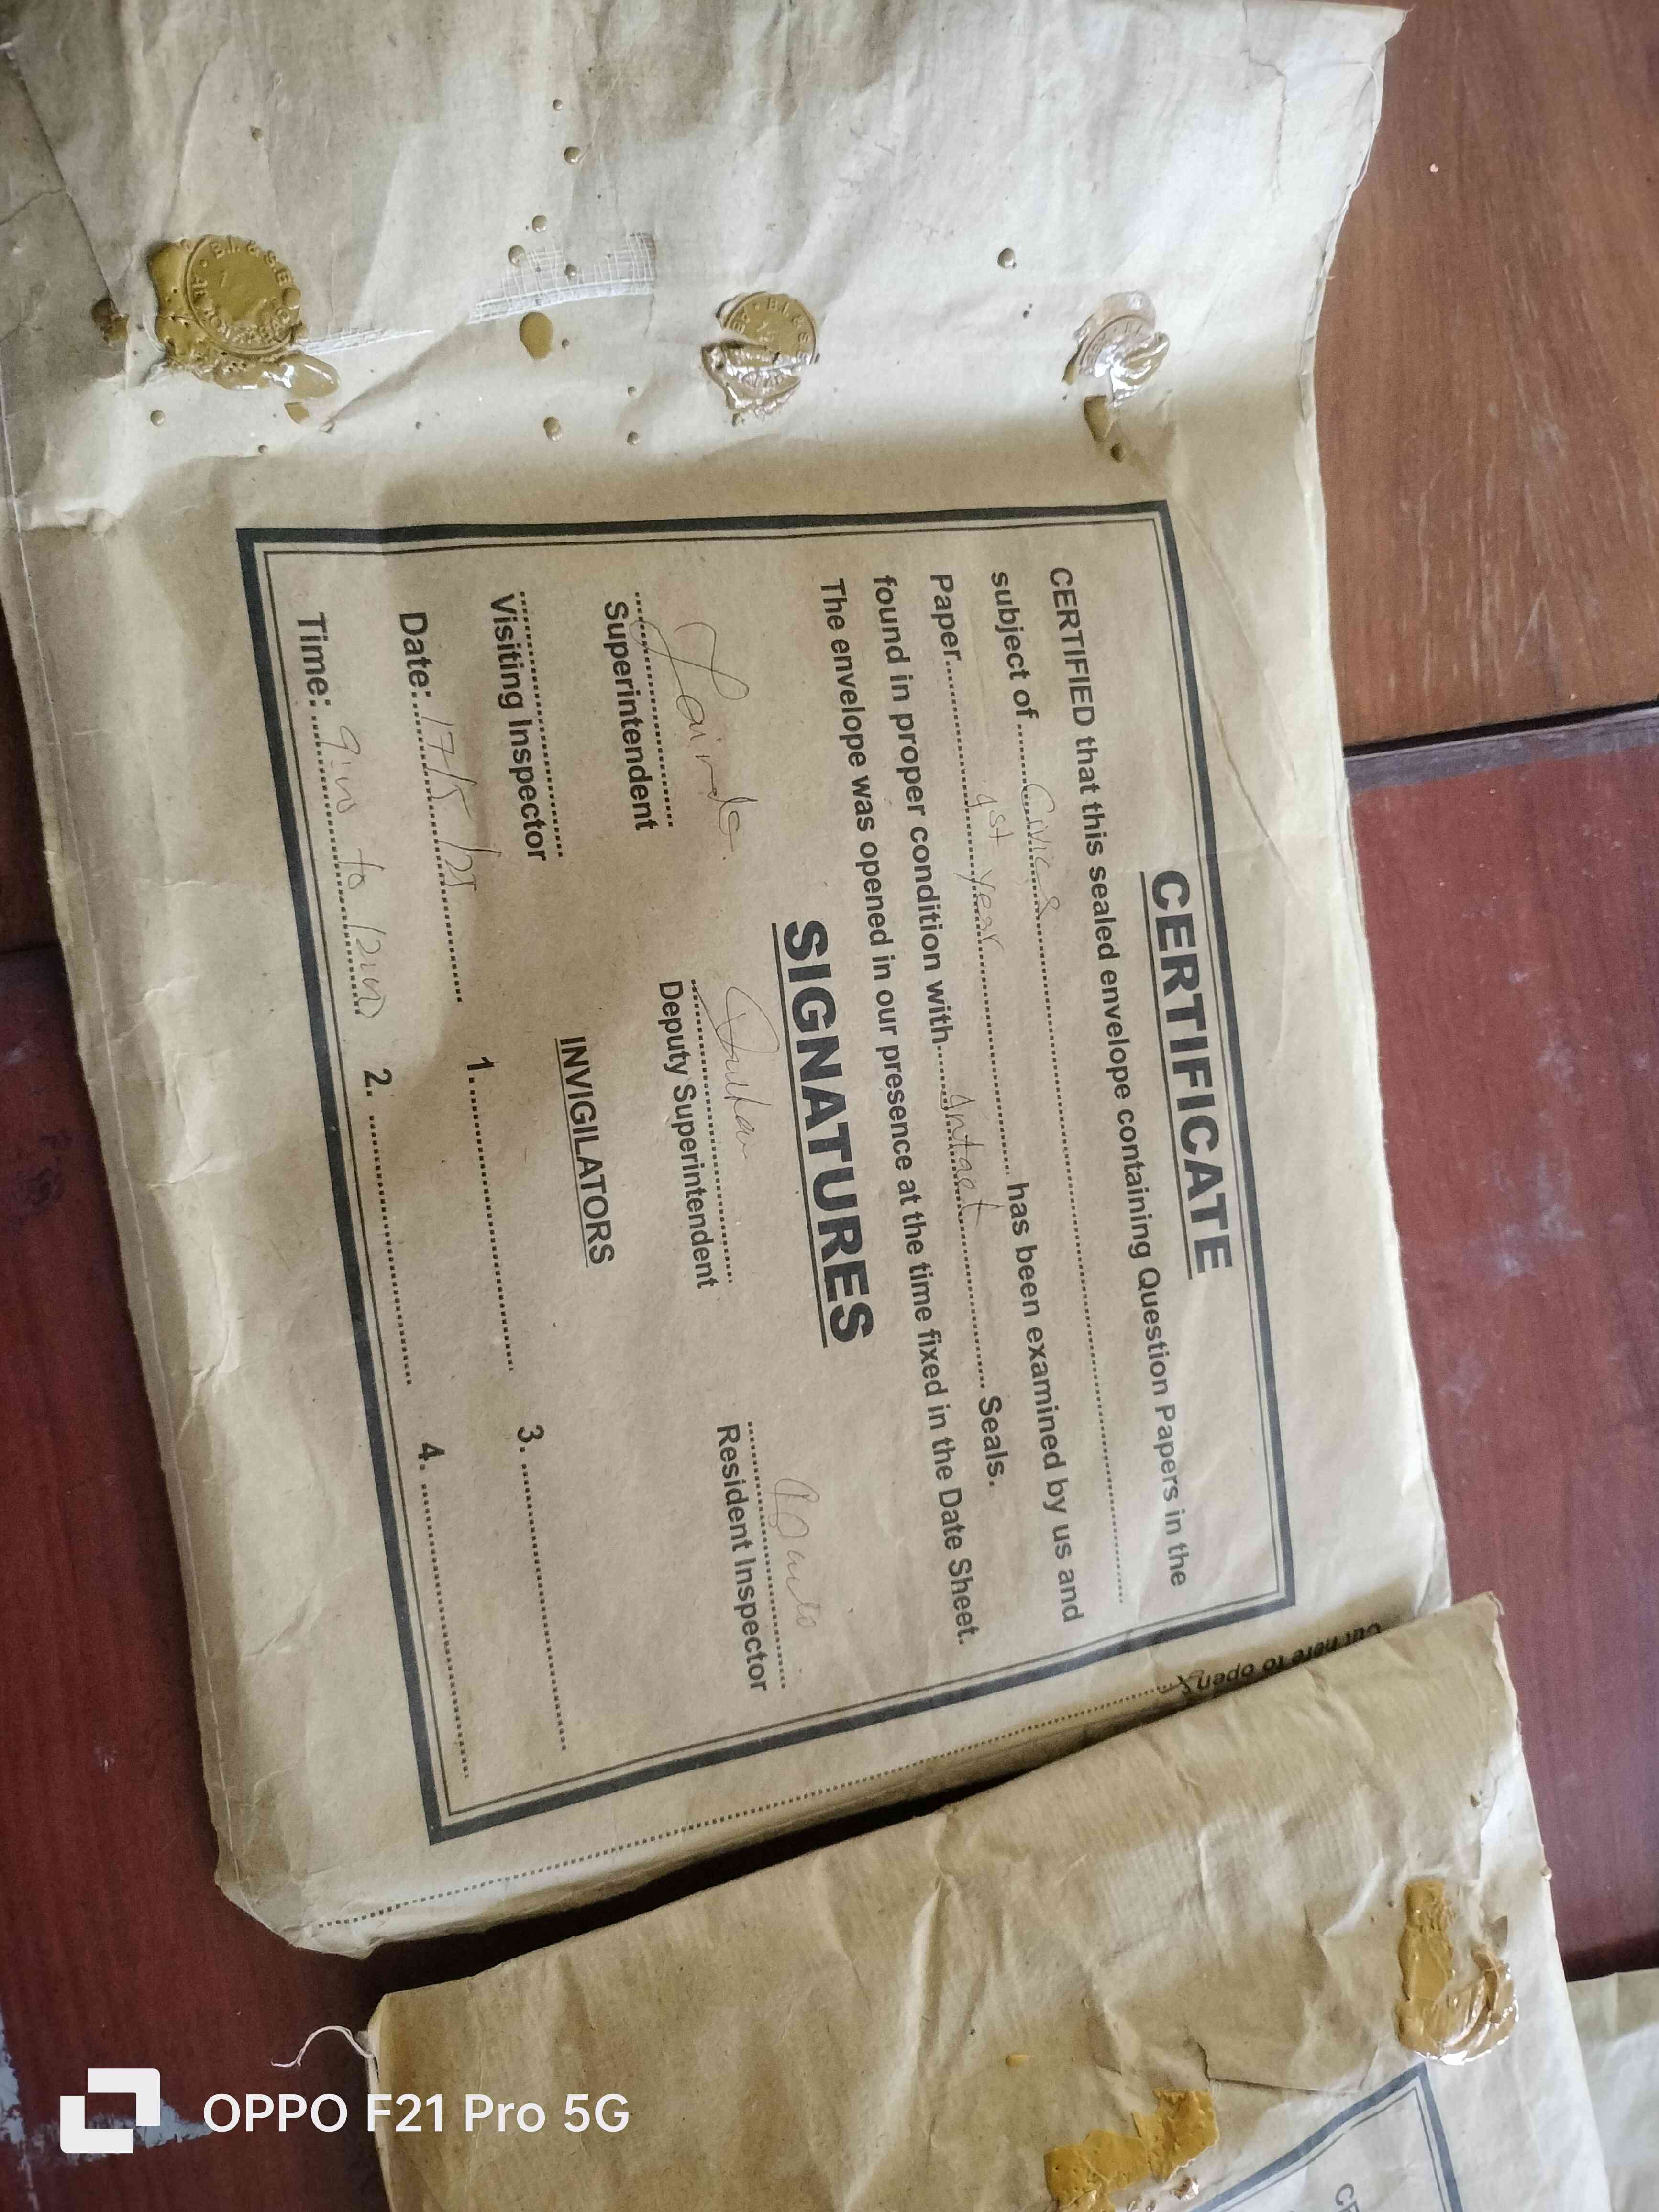 CERTIFICATE
CERTIFIED that this sealed envelope containing Question Papers in the
subject of Civics
Paper 1st year has been examined by us and
found in proper condition with Intact Seals.
The envelope was opened in our presence at the time fixed in the Date Sheet.
SIGNATURES
Superintendent
Deputy Superintendent
Resident Inspector
Visiting Inspector
INVIGILATORS
Date: 17/5/25
1.
3.
Time: 9:00 to 12:00
2.
4.
Cut here to open
B.I. & S.E
B.I. & S.E
OPPO F21 Pro 5G